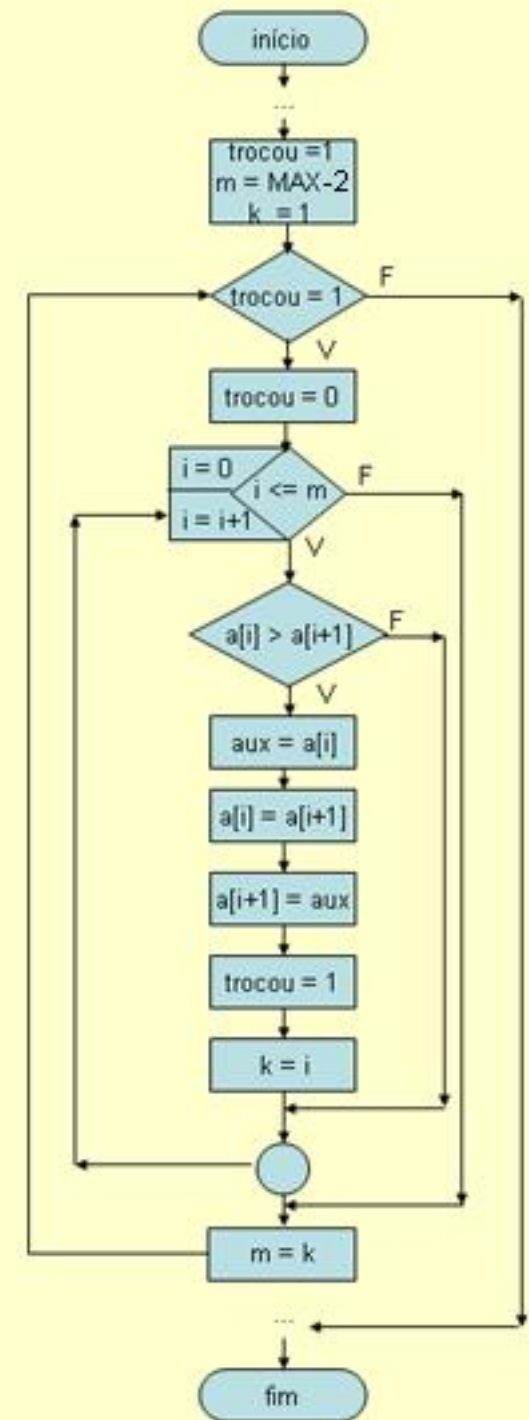 início
...
trocou =1
m = MAX-2
k = 1
trocou = 1
F
V
trocou = 0
i = 0
i <= m
F
i = i+1
V
a[i] > a[i+1]
F
V
aux = a[i]
a[i] = a[i+1]
a[i+1] = aux
trocou = 1
k = i
m = k
...
fim